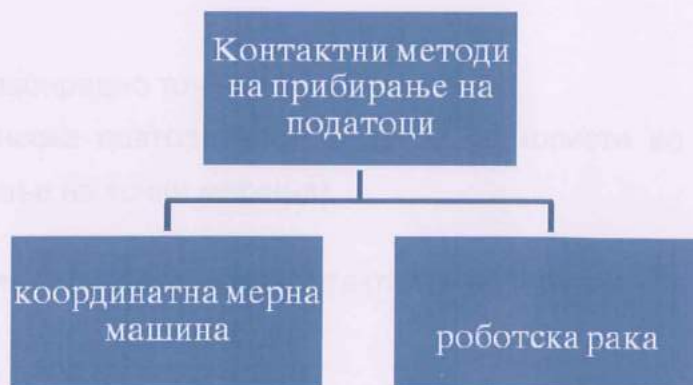 Контактни методи
на прибирање на
податоци
координатна мерна
машина
роботска рака